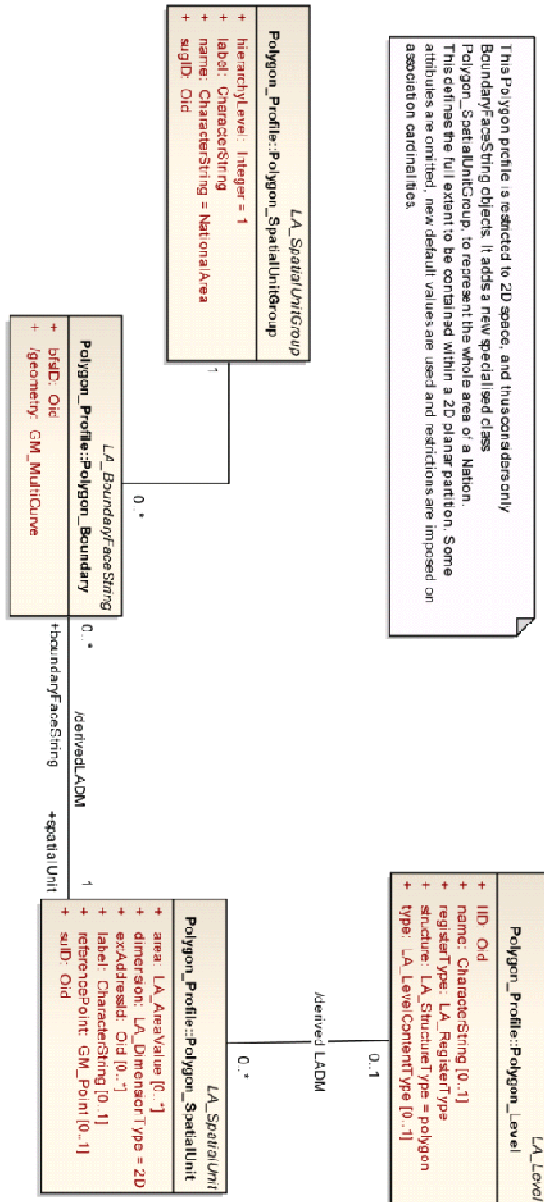 This Polygon profile is restricted to 2D space, and thus considers only
BoundaryFaceString objects. It adds a new specialised class
Polygon_SpatialUnitGroup, to represent the whole area of a Nation.
This defines the full extent to be contained within a 2D planar partition. Some
attributes are omitted, new default values are used and restrictions are imposed on
association cardinalities.
LA_SpatialUnitGroup
Polygon_Profile::Polygon_SpatialUnitGroup
+ hierarchyLevel: Integer = 1
+ label: CharacterString
+ name: CharacterString = NationalArea
+ sugID: Oid
1
0..*
LA_BoundaryFaceString
Polygon_Profile::Polygon_Boundary
+ bfsID: Oid
+ /geometry: GM_MultiCurve
0..*
+boundaryFaceString
/derivedLADM
+spatialUnit
1
LA_Level
Polygon_Profile::Polygon_Level
+ lID: Oid
+ name: CharacterString [0..1]
+ registerType: LA_RegisterType
+ structure: LA_StructureType = polygon
+ type: LA_LevelContentType [0..1]
0..1
/derived LADM
0..*
LA_SpatialUnit
Polygon_Profile::Polygon_SpatialUnit
+ area: LA_AreaValue [0..*]
+ dimension: LA_DimensionType = 2D
+ extAddressId: Oid [0..*]
+ label: CharacterString [0..1]
+ referencePoint: GM_Point [0..1]
+ suID: Oid